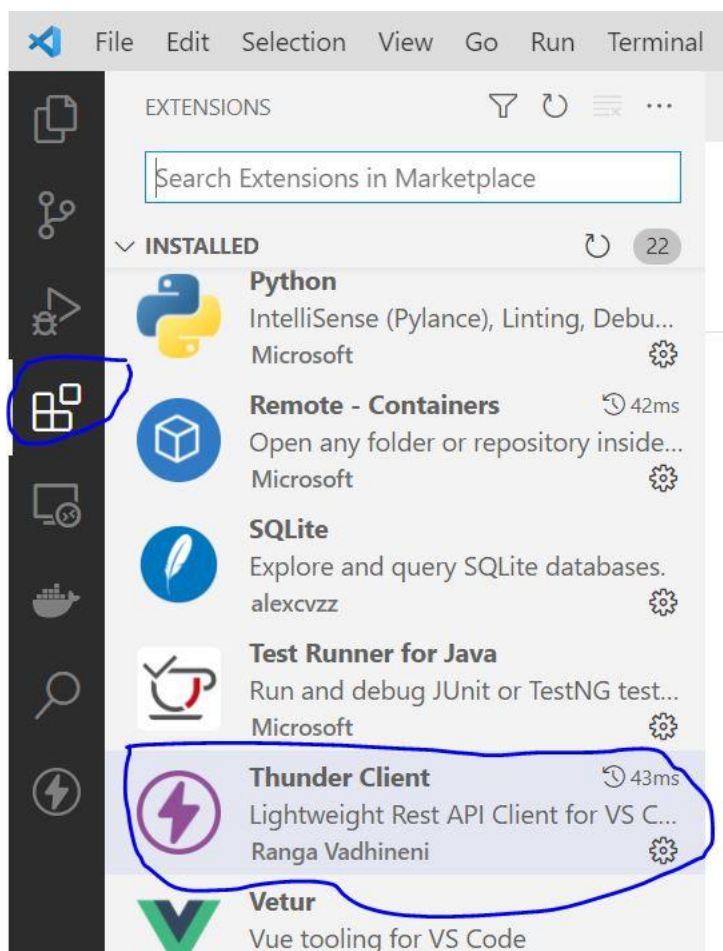 File Edit Selection View Go Run Terminal
EXTENSIONS
Search Extensions in Marketplace
INSTALLED 22
Python
IntelliSense (Pylance), Linting, Debu...
Microsoft
Remote - Containers 42ms
Open any folder or repository inside...
Microsoft
SQLite
Explore and query SQLite databases.
alexcvzz
Test Runner for Java
Run and debug JUnit or TestNG test...
Microsoft
Thunder Client 43ms
Lightweight Rest API Client for VS C...
Ranga Vadhineni
Vetur
Vue tooling for VS Code